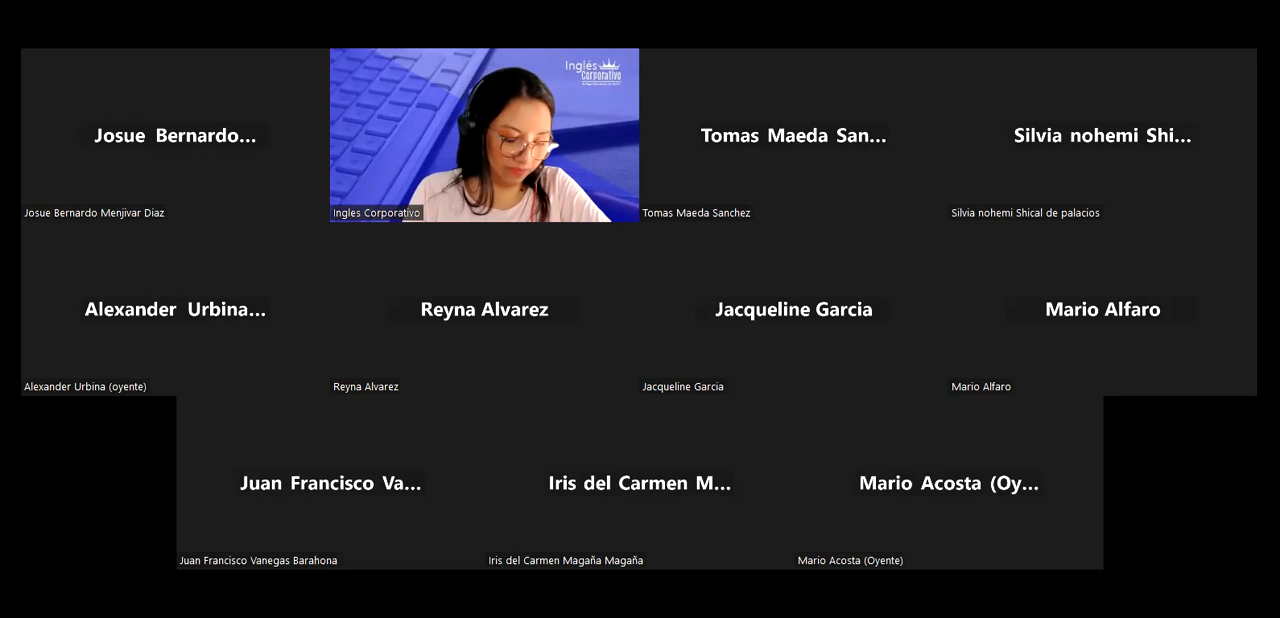 Josue Bernardo...
Josue Bernardo Menjivar Diaz
Inglés
Corporativo
Ingles Corporativo
Tomas Maeda San...
Tomas Maeda Sanchez
Silvia nohemi Shi...
Silvia nohemi Shical de palacios
Alexander Urbina...
Alexander Urbina (oyente)
Reyna Alvarez
Reyna Alvarez
Jacqueline Garcia
Jacqueline Garcia
Mario Alfaro
Mario Alfaro
Juan Francisco Va...
Juan Francisco Vanegas Barahona
Iris del Carmen M...
Iris del Carmen Magaña Magaña
Mario Acosta (Oy...
Mario Acosta (Oyente)